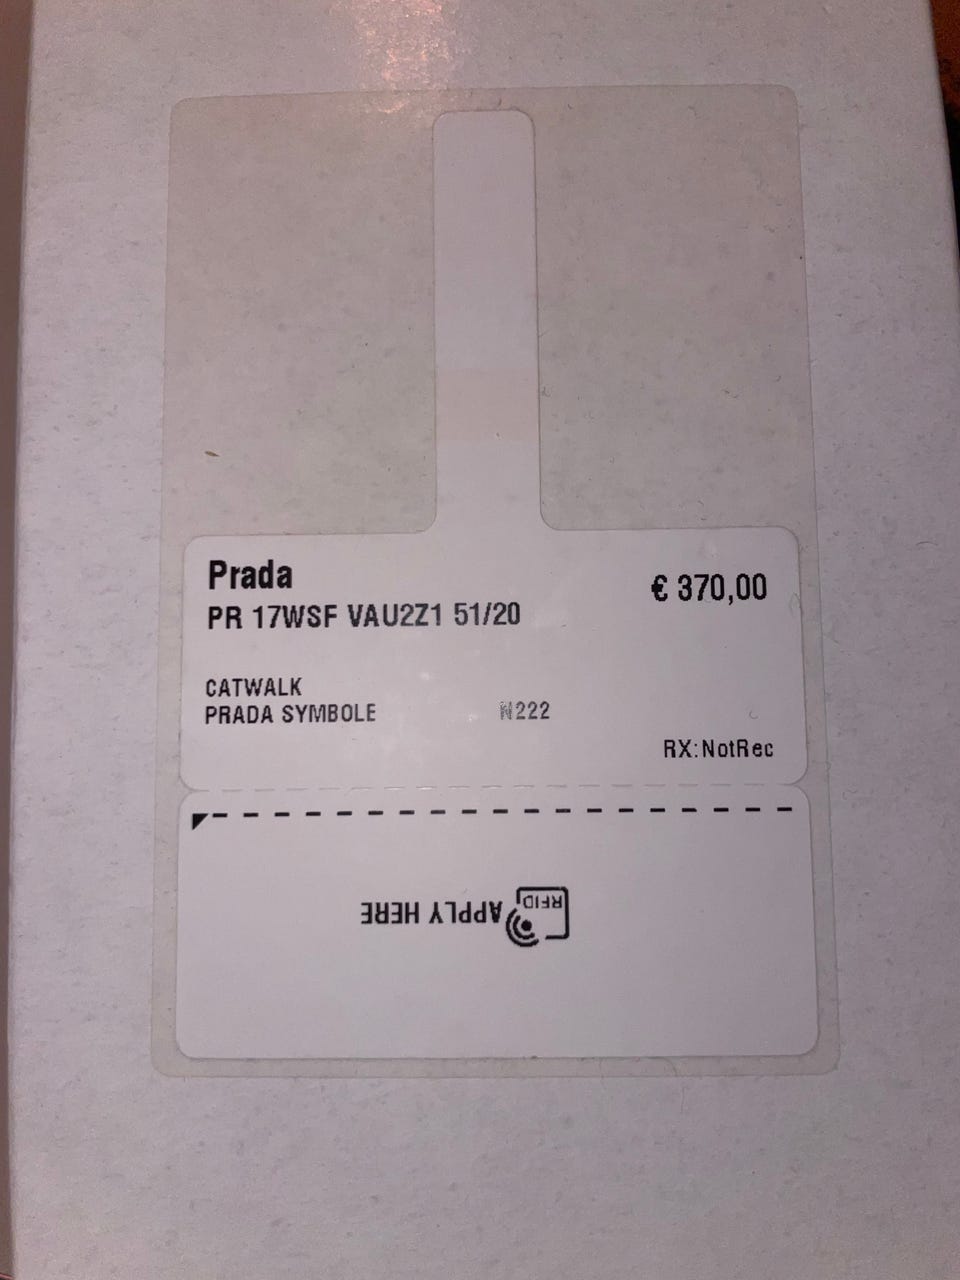 Prada
€ 370,00
PR 17WSF VAU2Z1 51/20
CATWALK
PRADA SYMBOLE N222
RX:NotRec
RFID
APPLY HERE